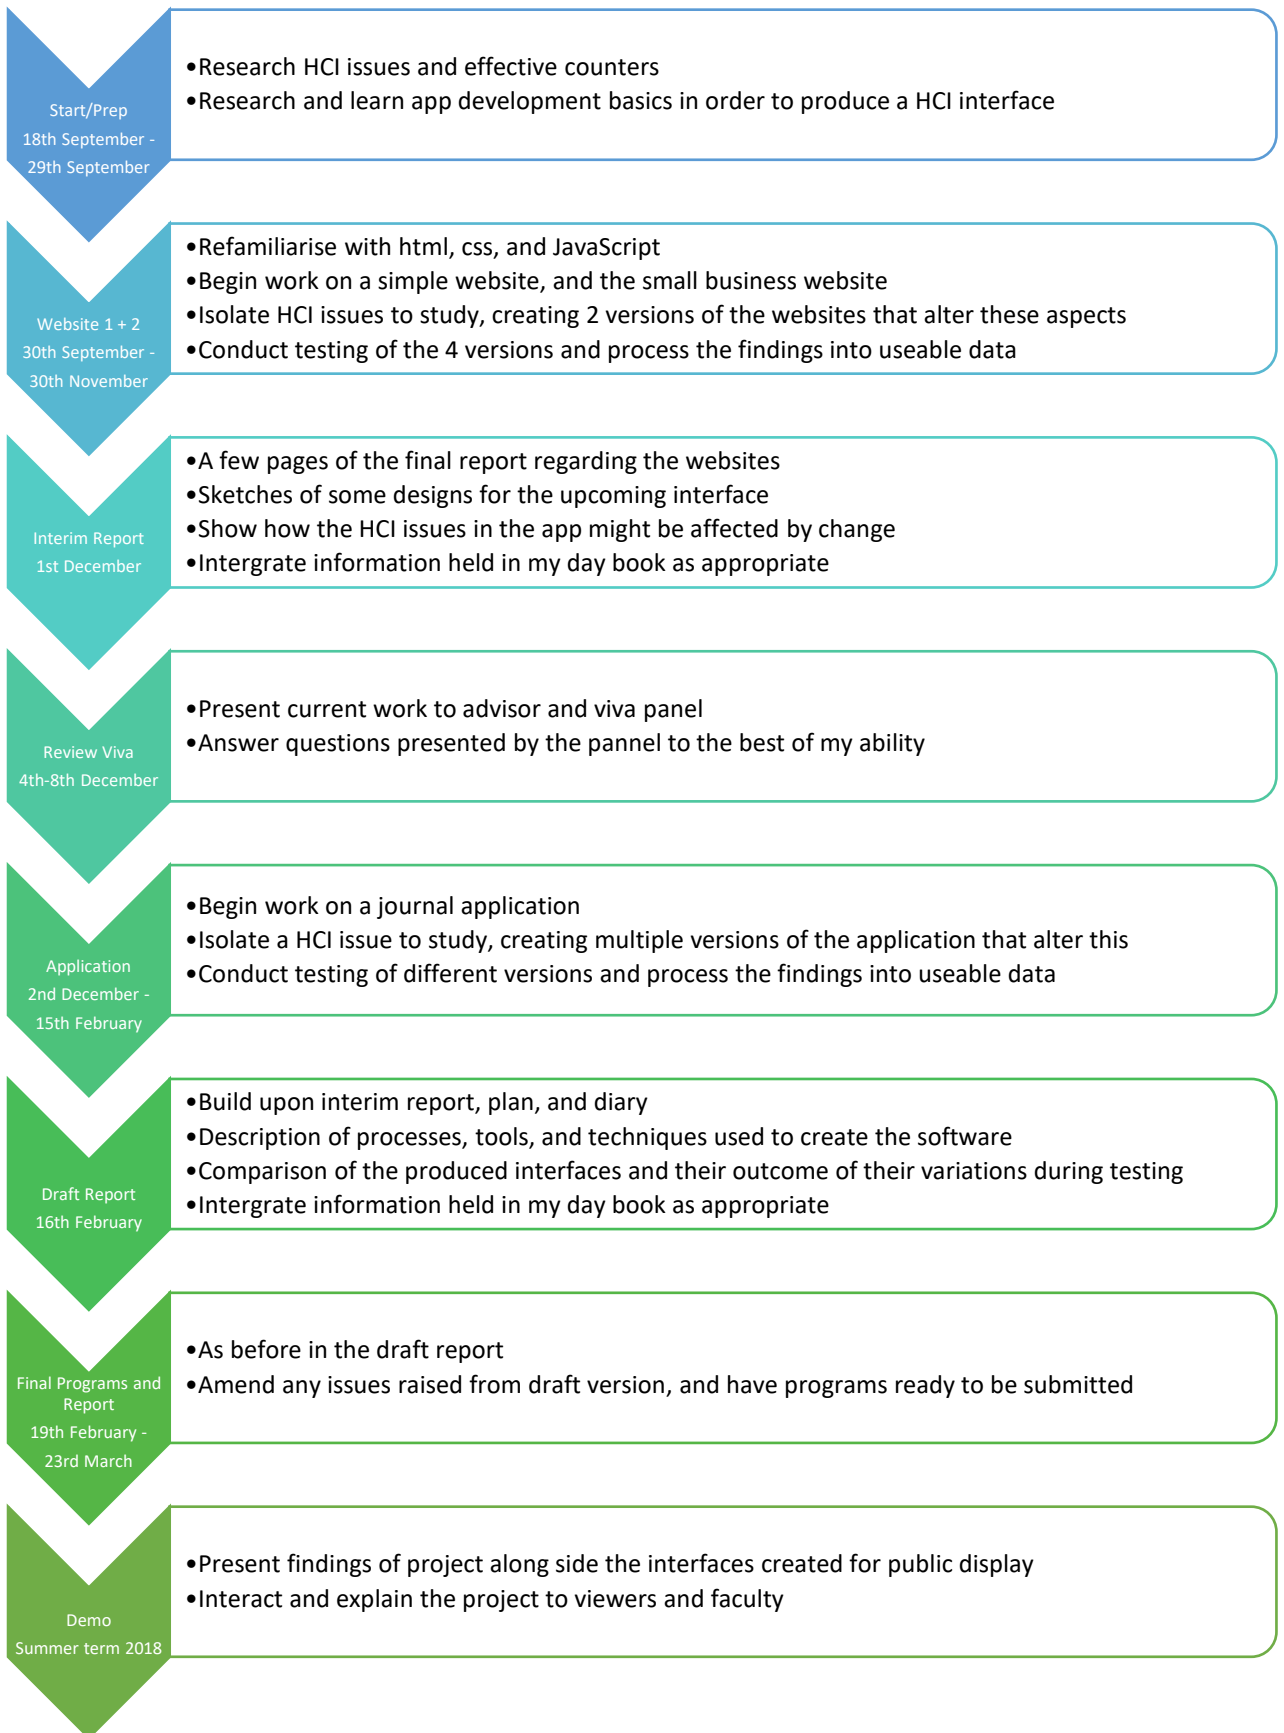 Start/Prep
18th September -
29th September
•Research HCI issues and effective counters
•Research and learn app development basics in order to produce a HCI interface
Website 1 + 2
30th September -
30th November
•Refamiliarise with html, css, and JavaScript
•Begin work on a simple website, and the small business website
•Isolate HCI issues to study, creating 2 versions of the websites that alter these aspects
•Conduct testing of the 4 versions and process the findings into useable data
Interim Report
1st December
•A few pages of the final report regarding the websites
•Sketches of some designs for the upcoming interface
•Show how the HCI issues in the app might be affected by change
•Intergrate information held in my day book as appropriate
Review Viva
4th-8th December
•Present current work to advisor and viva panel
•Answer questions presented by the pannel to the best of my ability
Application
2nd December -
15th February
•Begin work on a journal application
•Isolate a HCI issue to study, creating multiple versions of the application that alter this
•Conduct testing of different versions and process the findings into useable data
Draft Report
16th February
•Build upon interim report, plan, and diary
•Description of processes, tools, and techniques used to create the software
•Comparison of the produced interfaces and their outcome of their variations during testing
•Intergrate information held in my day book as appropriate
Final Programs and
Report
19th February -
23rd March
•As before in the draft report
•Amend any issues raised from draft version, and have programs ready to be submitted
Demo
Summer term 2018
•Present findings of project along side the interfaces created for public display
•Interact and explain the project to viewers and faculty